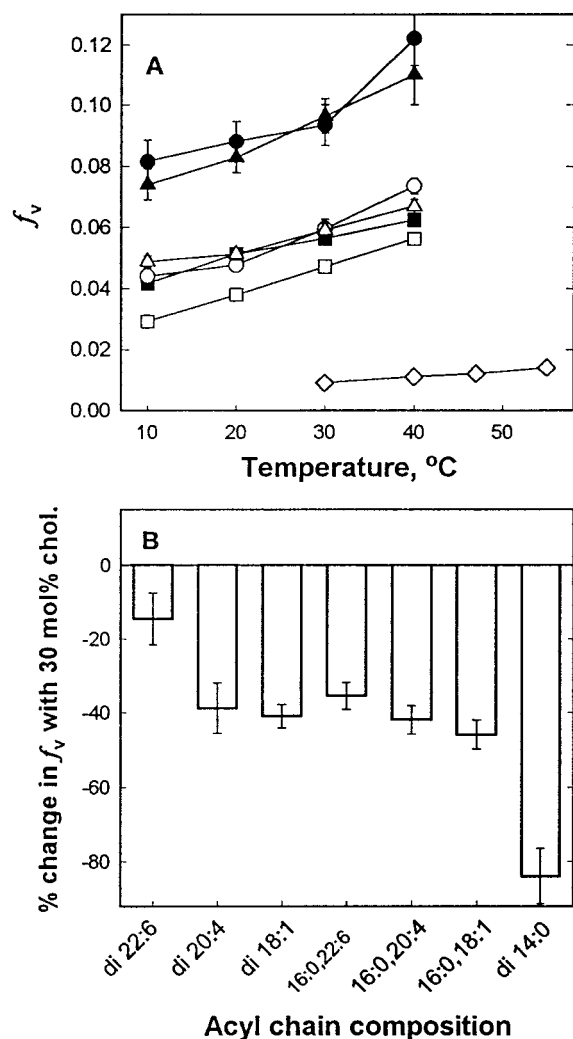 A
0.12
0.10
0.08
0.06
0.04
0.02
0.00
fv
10 20 30 40 50
Temperature, °C
B
0
-20
-40
-60
-80
% change in fv with 30 mol% chol.
di 22:6
di 20:4
di 18:1
16:0,22:6
16:0,20:4
16:0,18:1
di 14:0
Acyl chain composition